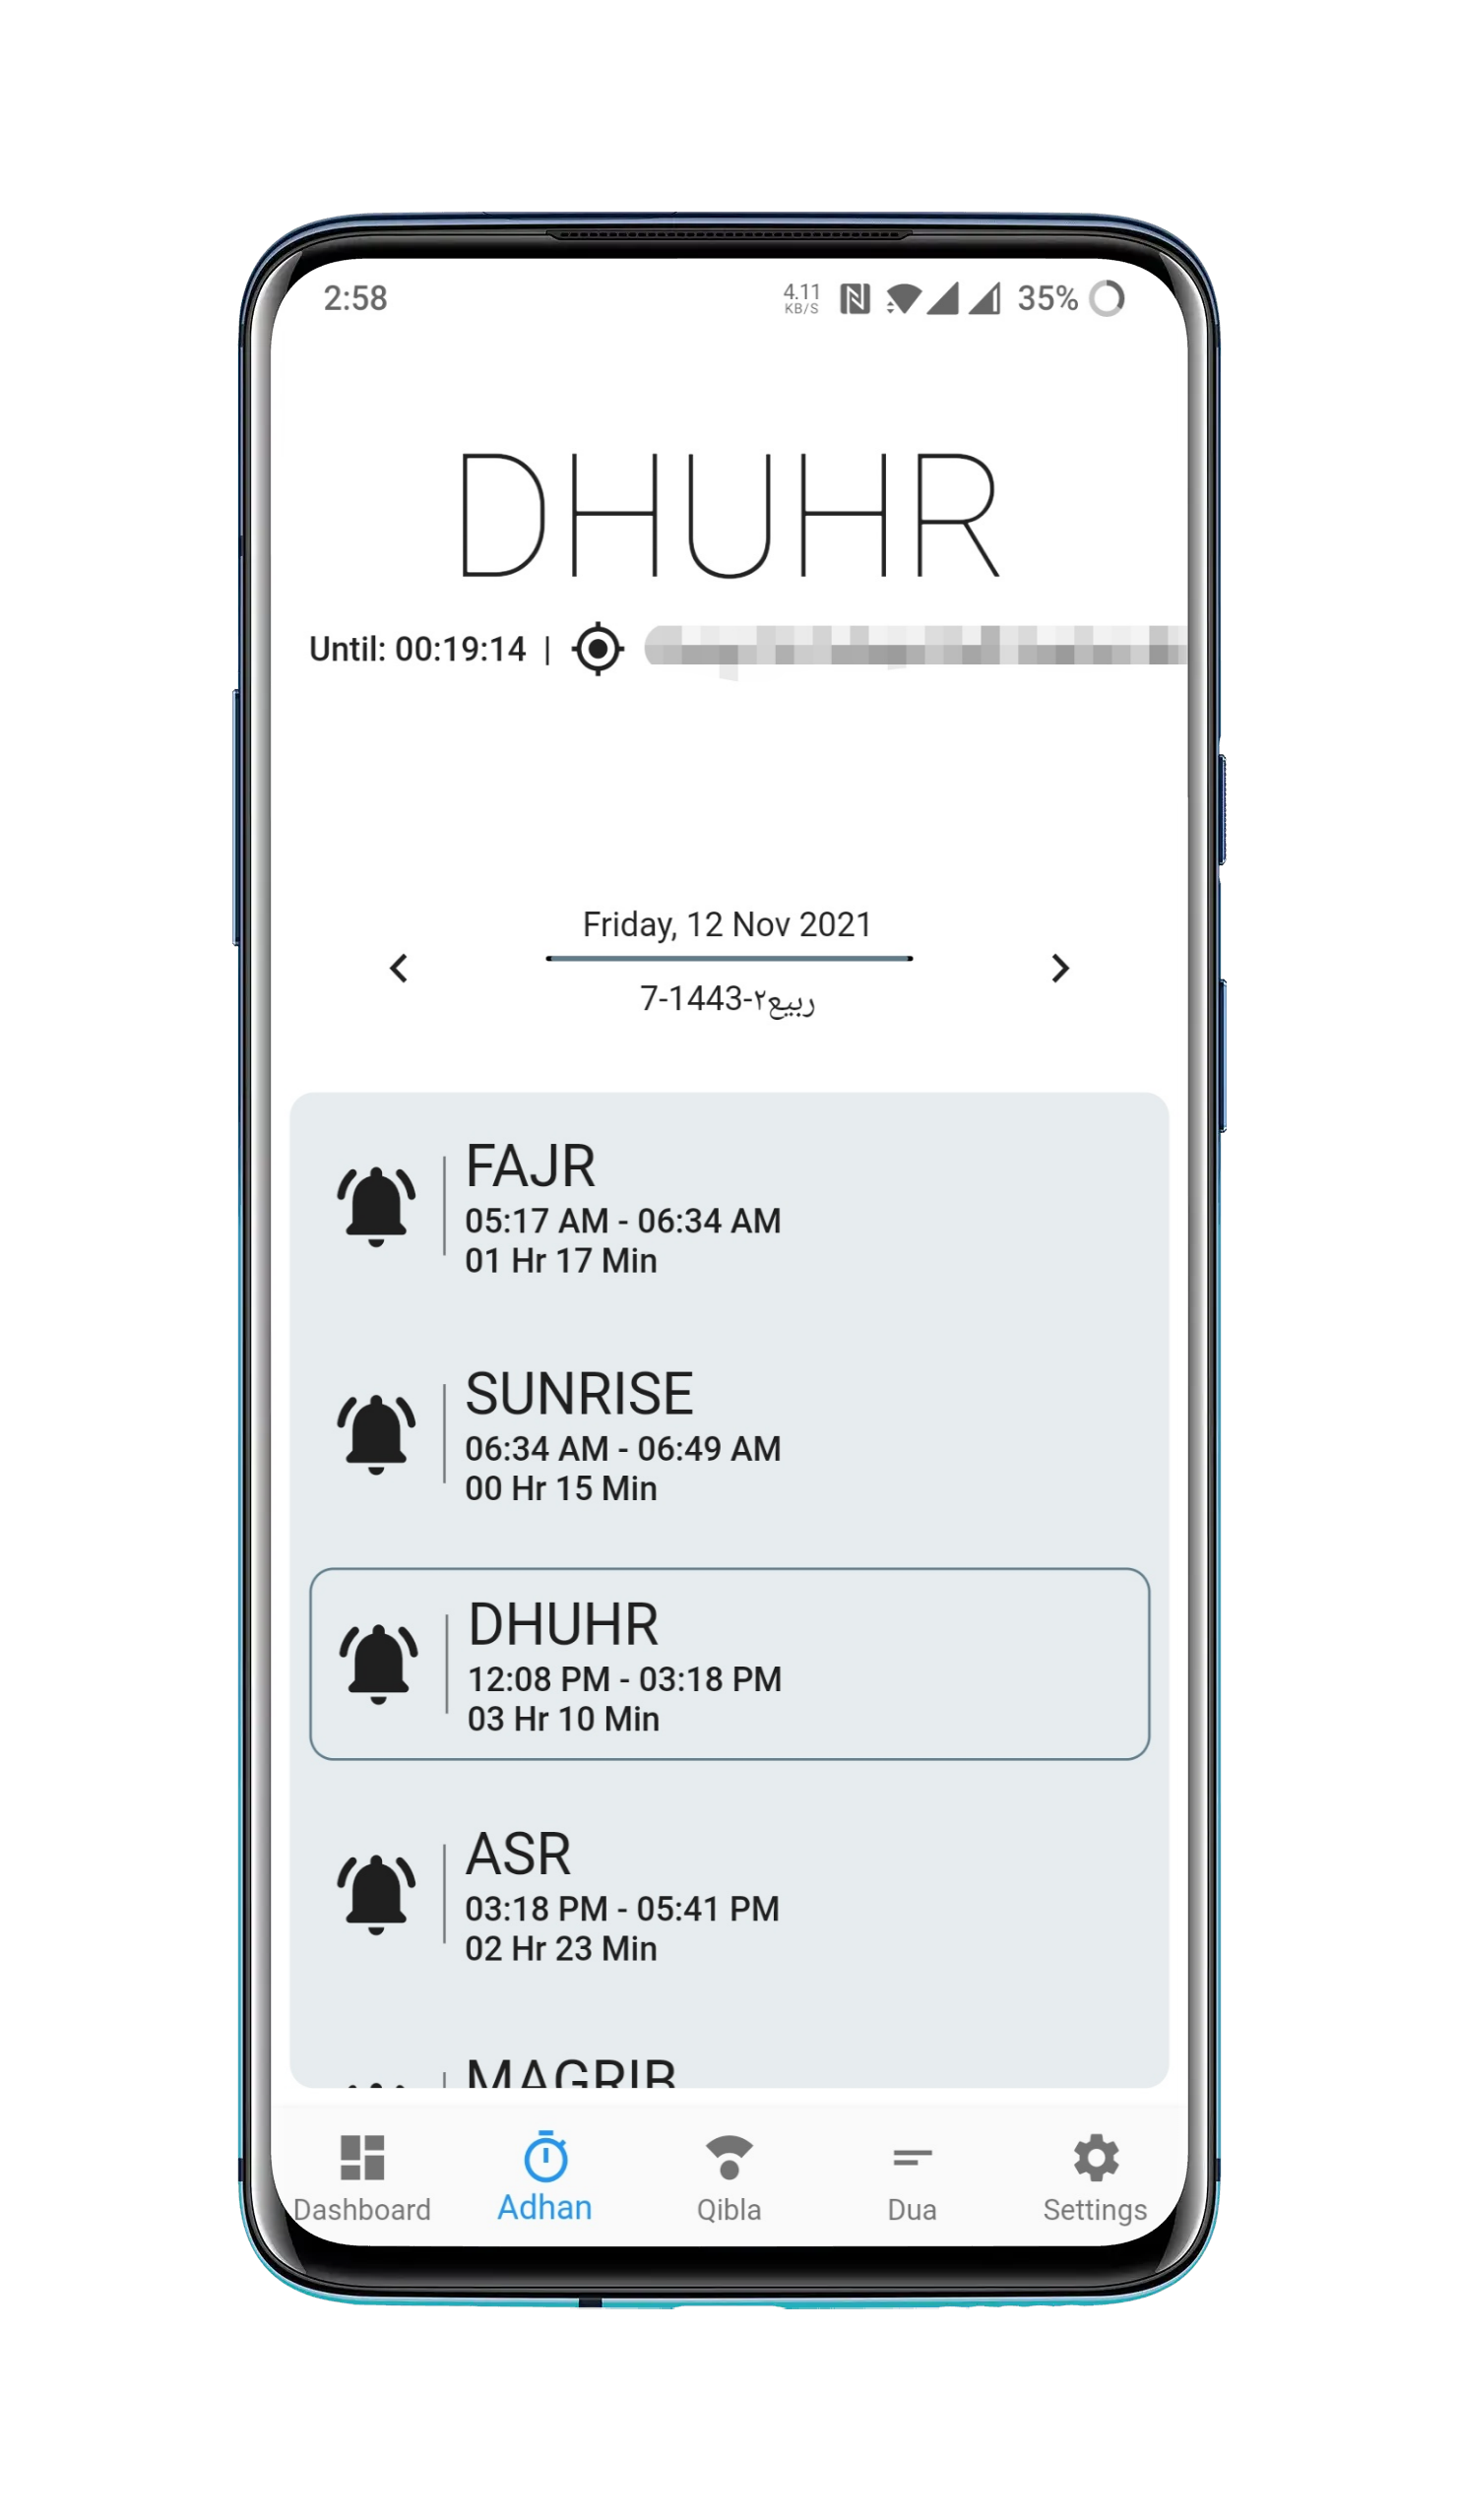 2:58
4.11 KB/S
35%
DHUHR
Until: 00:19:14 |
Friday, 12 Nov 2021
7-1443-ربيع٢
FAJR
05:17 AM - 06:34 AM
01 Hr 17 Min
SUNRISE
06:34 AM - 06:49 AM
00 Hr 15 Min
DHUHR
12:08 PM - 03:18 PM
03 Hr 10 Min
ASR
03:18 PM - 05:41 PM
02 Hr 23 Min
MAGRIB
Dashboard
Adhan
Qibla
Dua
Settings